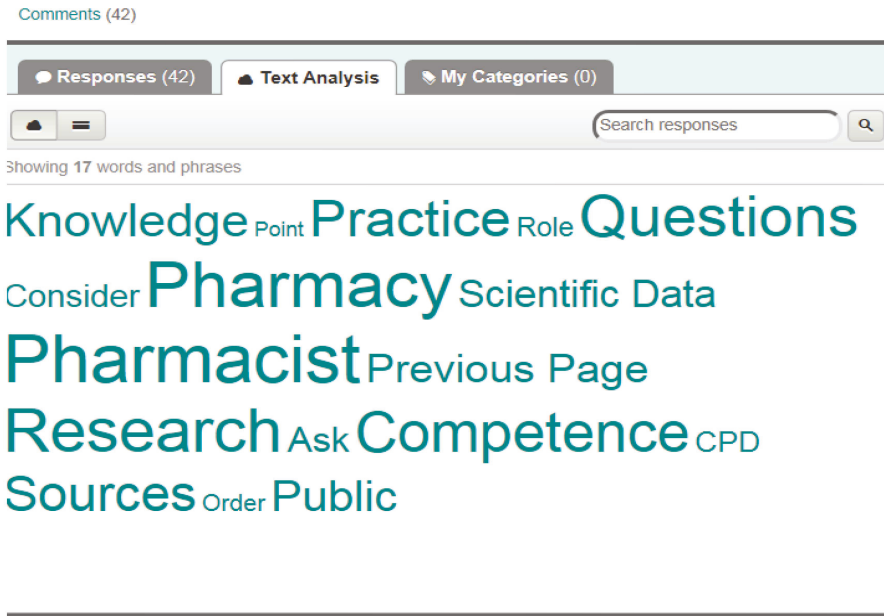 Comments (42)
Responses (42) Text Analysis My Categories (0)
Search responses
Showing 17 words and phrases
Knowledge Point Practice Role Questions
Consider Pharmacy Scientific Data
Pharmacist Previous Page
Research Ask Competence CPD
Sources Order Public